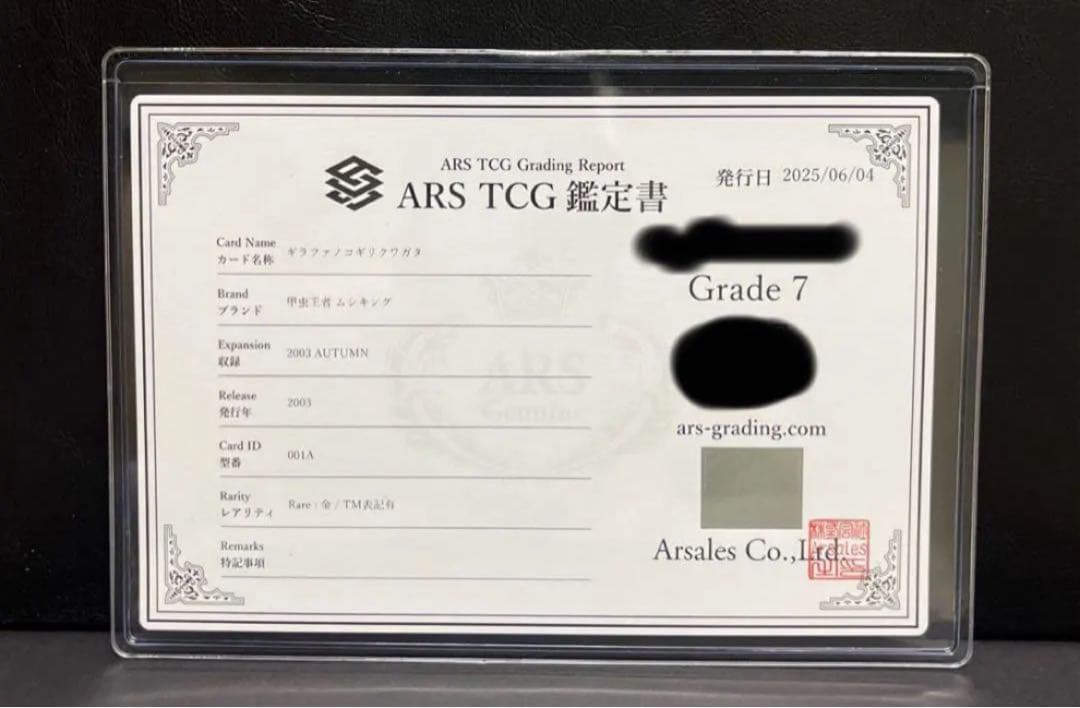 ARS TCG Grading Report
ARS TCG 鑑定書
発行日 2025/06/04
Card Name
カード名称
ギラファノコギリクワガタ
Brand
ブランド
甲虫王者 ムシキング
Expansion
収録
2003 AUTUMN
Release
発行年
2003
Card ID
型番
001A
Rarity
レアリティ
Rare : 金 / TM表記有
Remarks
特記事項
Grade 7
ars-grading.com
Arsales Co.,Ltd.
ARS
Genuine